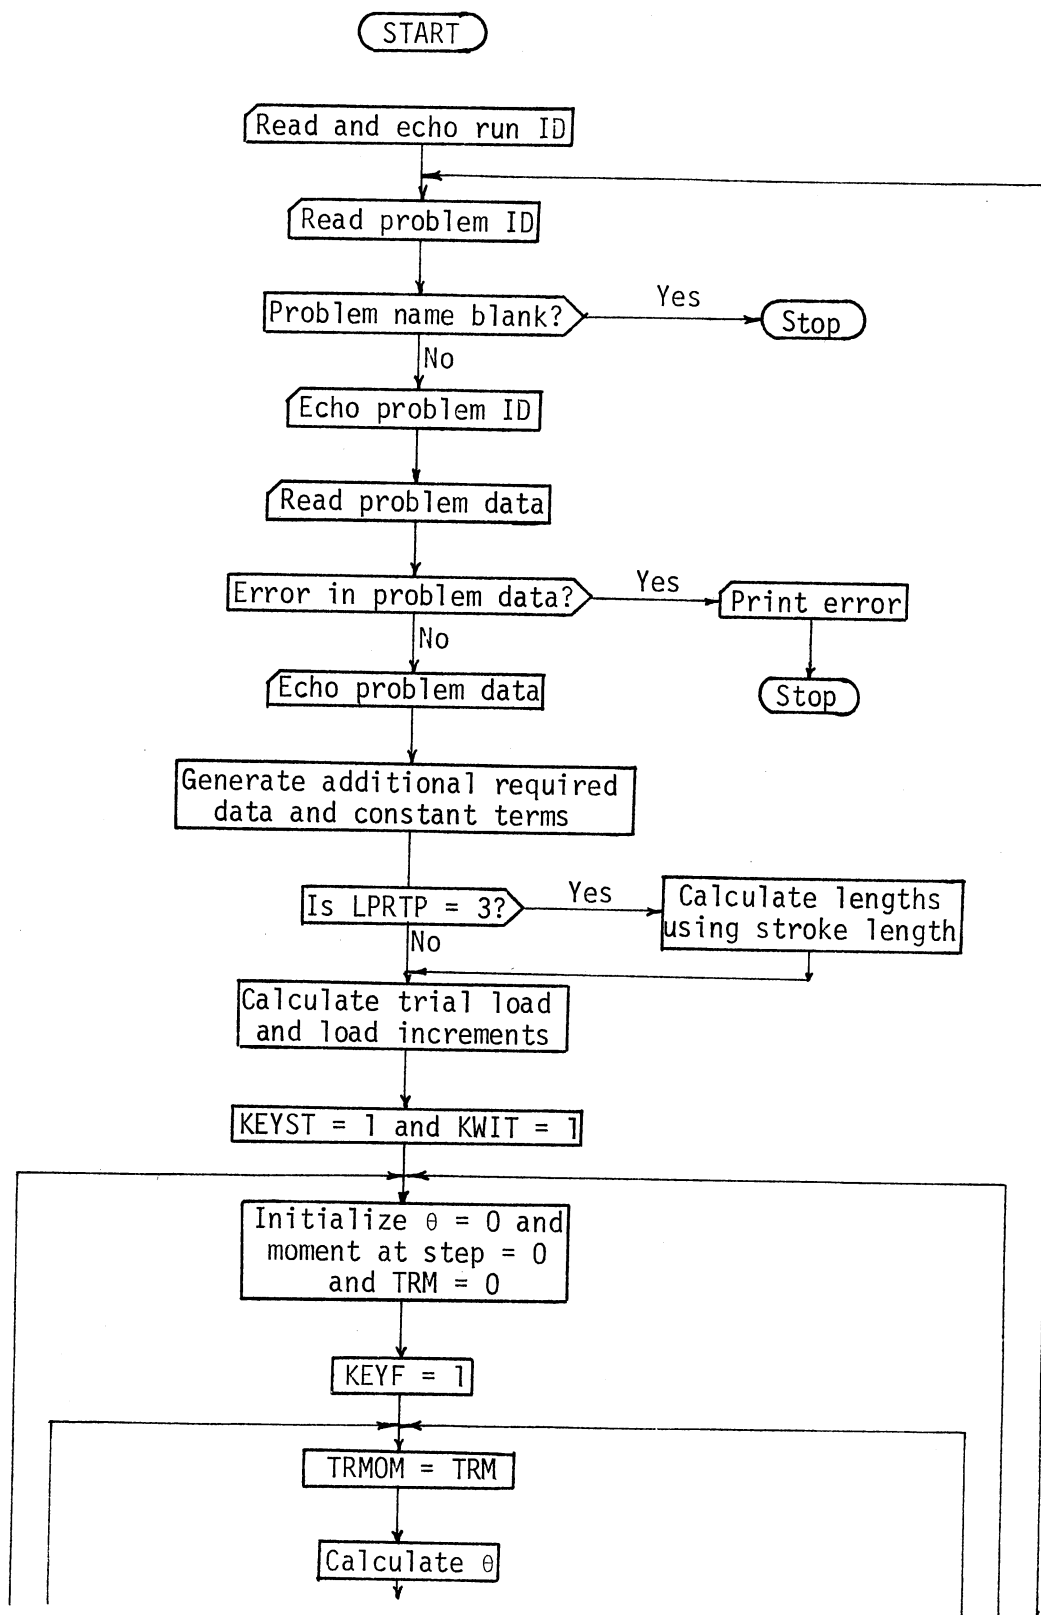 START
Read and echo run ID
Read problem ID
Problem name blank?
Yes
Stop
No
Echo problem ID
Read problem data
Error in problem data?
Yes
Print error
No
Stop
Echo problem data
Generate additional required
data and constant terms
Is LPRTP = 3?
Yes
Calculate lengths
using stroke length
No
Calculate trial load
and load increments
KEYST = 1 and KWIT = 1
Initialize θ = 0 and
moment at step = 0
and TRM = 0
KEYF = 1
TRMOM = TRM
Calculate θ